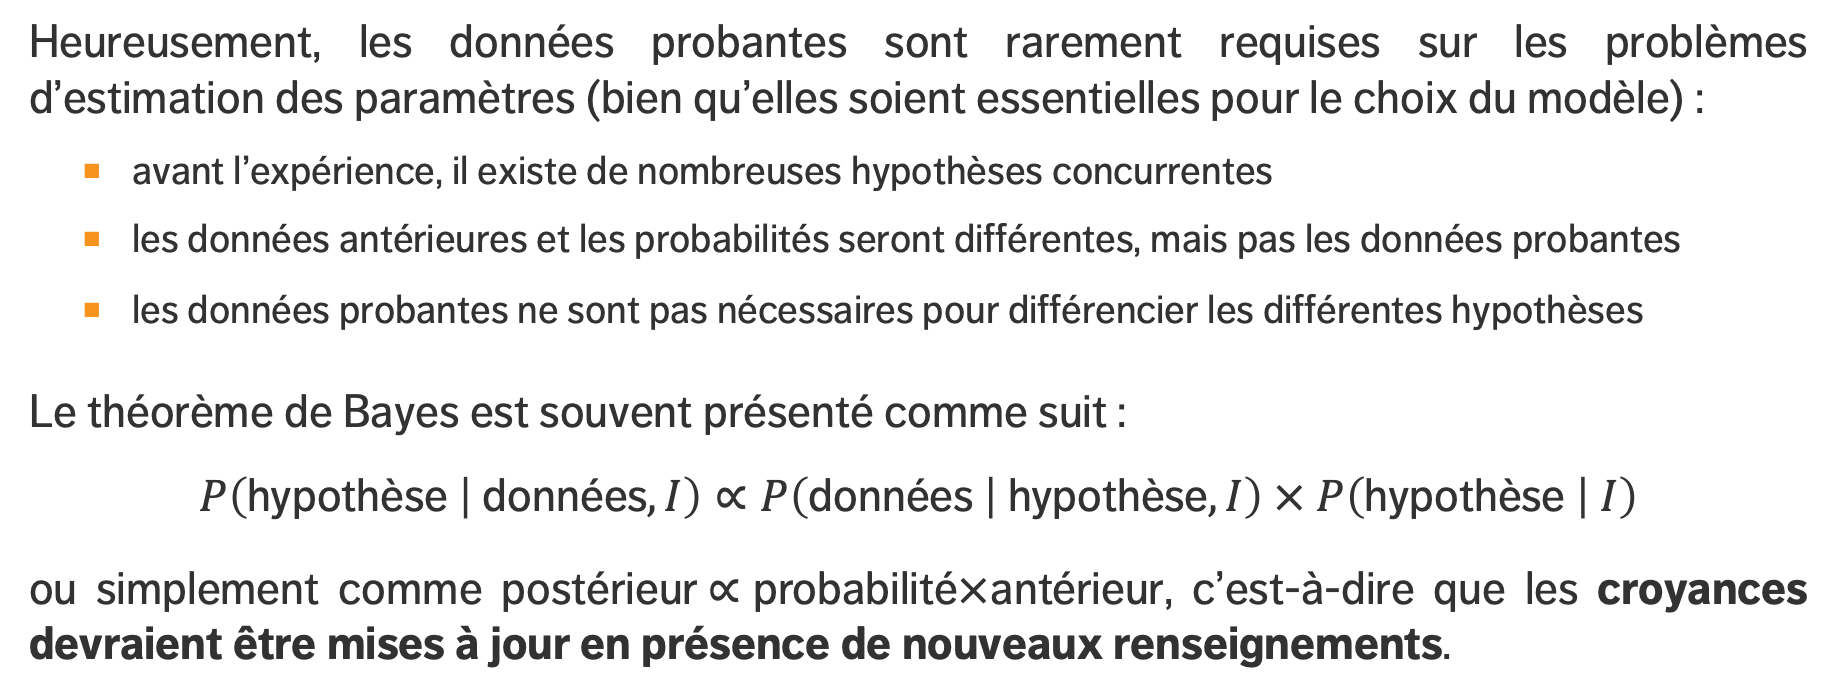 Heureusement, les données probantes sont rarement requises sur les problèmes
d’estimation des paramètres (bien qu’elles soient essentielles pour le choix du modèle) :
▪ avant l’expérience, il existe de nombreuses hypothèses concurrentes
▪ les données antérieures et les probabilités seront différentes, mais pas les données probantes
▪ les données probantes ne sont pas nécessaires pour différencier les différentes hypothèses
Le théorème de Bayes est souvent présenté comme suit :
P(hypothèse | données, I) ∝ P(données | hypothèse, I) × P(hypothèse | I)
ou simplement comme postérieur ∝ probabilité×antérieur, c’est-à-dire que les croyances
devraient être mises à jour en présence de nouveaux renseignements.